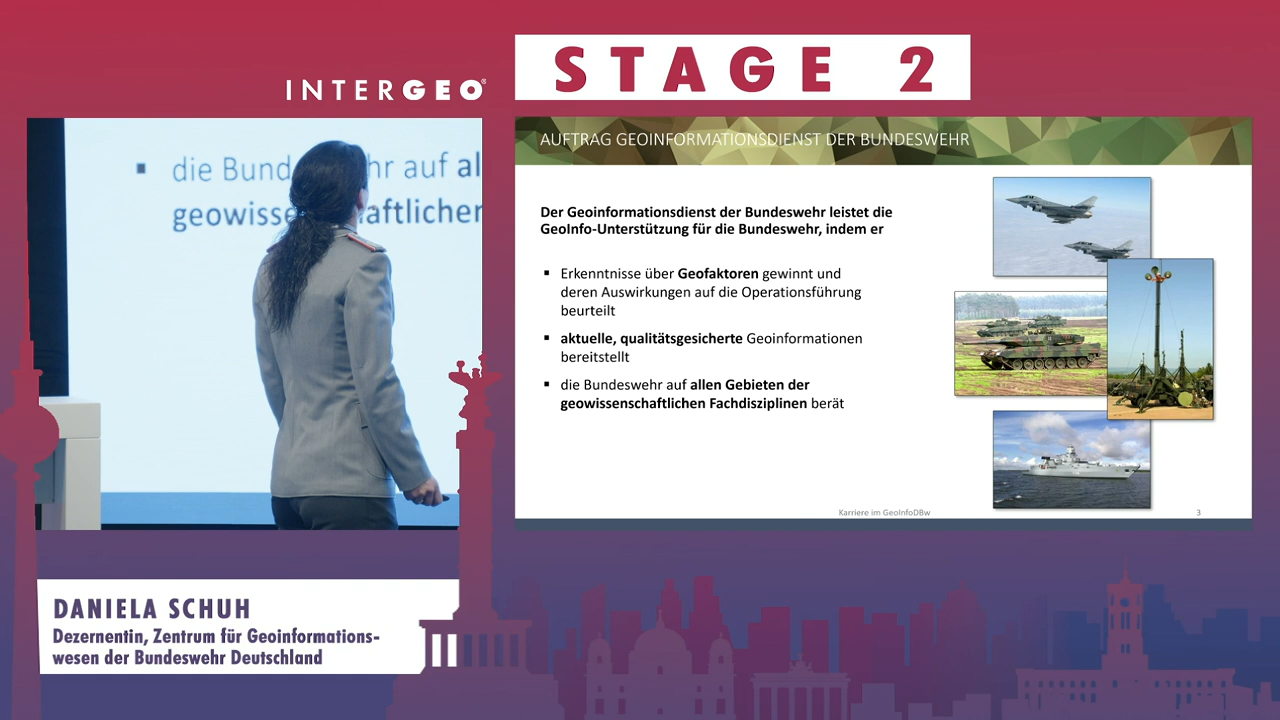 INTERGEO®
STAGE 2
die Bund hr auf al
geowisse aftlicher
AUFTRAG GEOINFORMATIONSDIENST DER BUNDESWEHR
Der Geoinformationsdienst der Bundeswehr leistet die
GeoInfo-Unterstützung für die Bundeswehr, indem er
▪ Erkenntnisse über Geofaktoren gewinnt und
deren Auswirkungen auf die Operationsführung
beurteilt
▪ aktuelle, qualitätsgesicherte Geoinformationen
bereitstellt
▪ die Bundeswehr auf allen Gebieten der
geowissenschaftlichen Fachdisziplinen berät
Karriere im GeoInfoDBw
3
DANIELA SCHUH
Dezernentin, Zentrum für Geoinformations-
wesen der Bundeswehr Deutschland